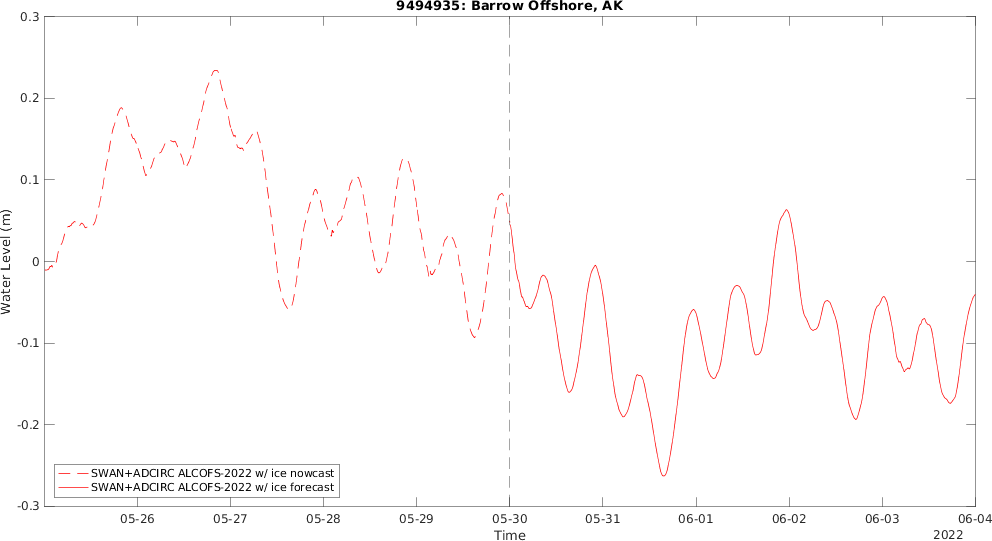 9494935: Barrow Offshore, AK
0.3
0.2
0.1
0
-0.1
-0.2
-0.3
Water Level (m)
SWAN+ADCIRC ALCOFS-2022 w/ ice nowcast
SWAN+ADCIRC ALCOFS-2022 w/ ice forecast
05-26 05-27 05-28 05-29 05-30 05-31 06-01 06-02 06-03 06-04
Time
2022